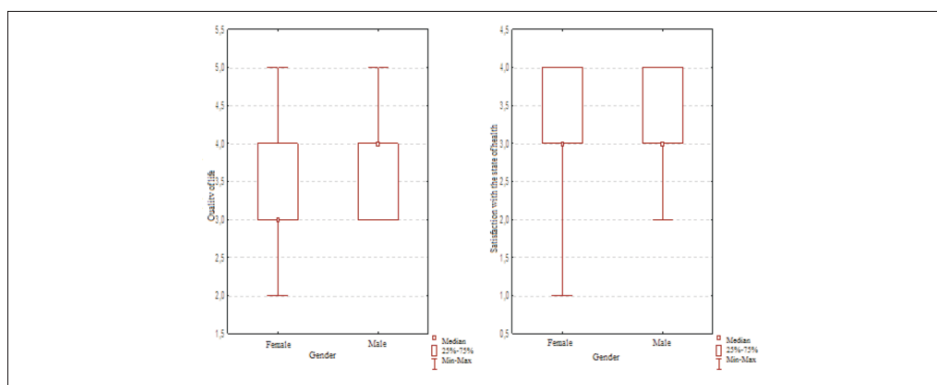 5,5
5,0
4,5
4,0
3,5
3,0
2,5
2,0
1,5
Quality of life
Female Male
Gender
Median
25%-75%
Min-Max
4,5
4,0
3,5
3,0
2,5
2,0
1,5
1,0
0,5
Satisfaction with the state of health
Female Male
Gender
Median
25%-75%
Min-Max